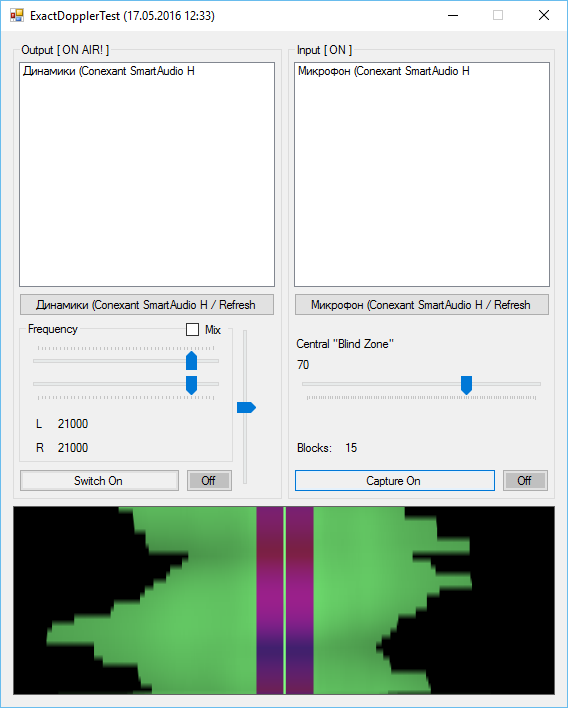 ExactDopplerTest (17.05.2016 12:33)
Output [ ON AIR! ]
Динамики (Conexant SmartAudio H
Динамики (Conexant SmartAudio H / Refresh
Frequency
Mix
L 21000
R 21000
Switch On
Off
Input [ ON ]
Микрофон (Conexant SmartAudio H
Микрофон (Conexant SmartAudio H / Refresh
Central "Blind Zone"
70
Blocks: 15
Capture On
Off